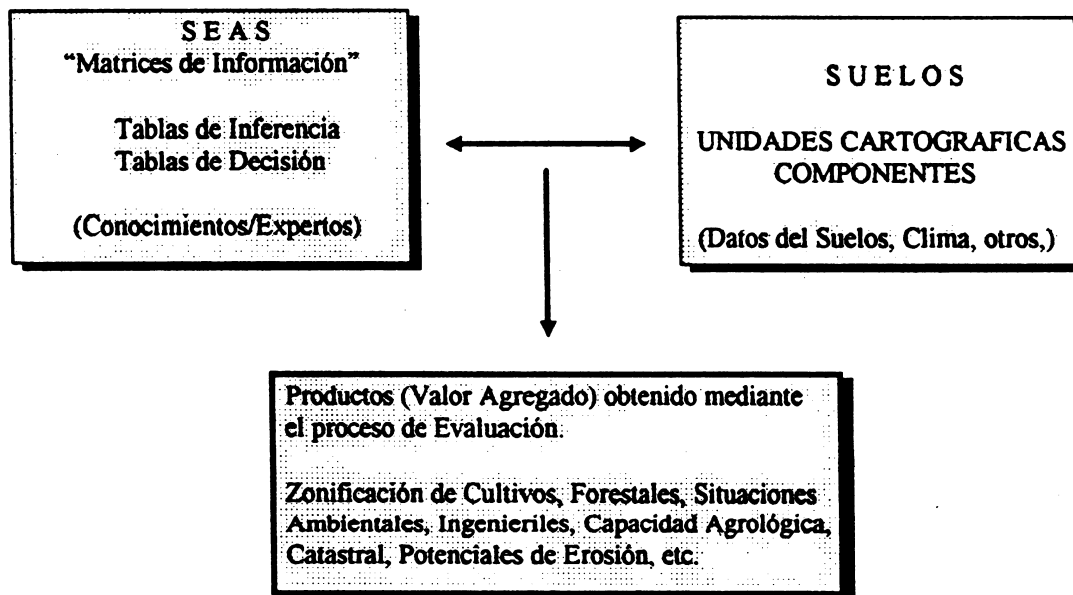 S E A S
“Matrices de Información”
Tablas de Inferencia
Tablas de Decisión
(Conocimientos/Expertos)
S U E L O S
UNIDADES CARTOGRAFICAS
COMPONENTES
(Datos del Suelos, Clima, otros,)
Productos (Valor Agregado) obtenido mediante
el proceso de Evaluación.
Zonificación de Cultivos, Forestales, Situaciones
Ambientales, Ingenieriles, Capacidad Agrológica,
Catastral, Potenciales de Erosión, etc.